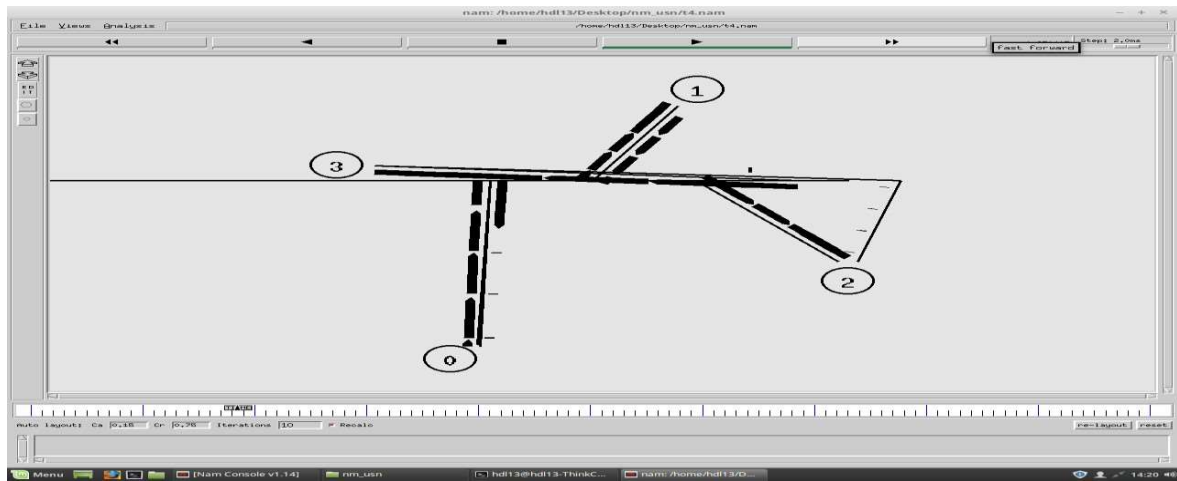 nam: /home/hdl13/Desktop/nm_usn/t4.nam
File Views Analysis /home/hdl13/Desktop/nm_usn/t4.nam
Step: 2.0ms
fast forward
1
3
2
0
Auto layout: Ca 0.15 Cr 0.75 Iterations 10 Recalc re-layout reset
Menu [Nam Console v1.14] nm_usn hdl13@hdl13-ThinkC... nam: /home/hdl13/D... 14:20